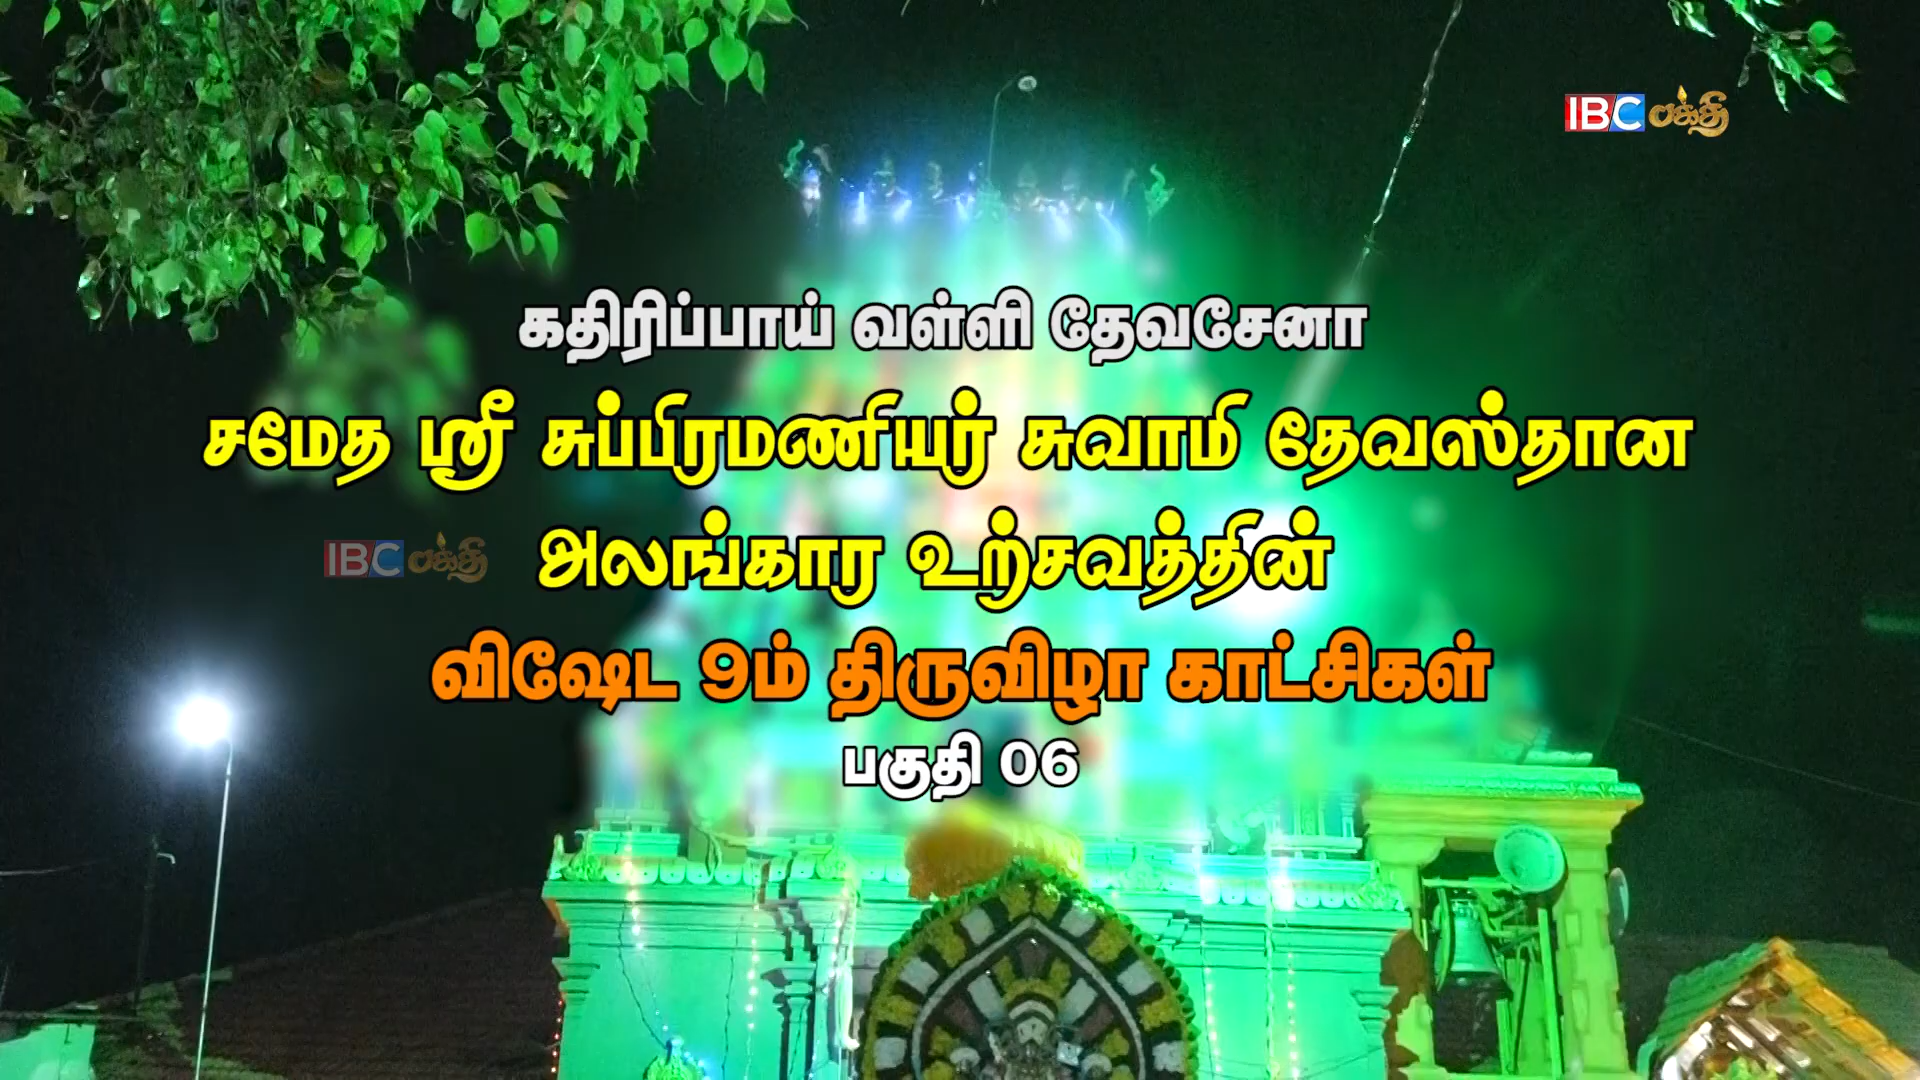 IBC பக்தி
கதிரிப்பாய் வள்ளி தேவசேனா
சமேத ஸ்ரீ சுப்பிரமணியர் சுவாமி தேவஸ்தான
அலங்கார உற்சவத்தின்
IBC பக்தி
விஷேட 9ம் திருவிழா காட்சிகள்
பகுதி 06